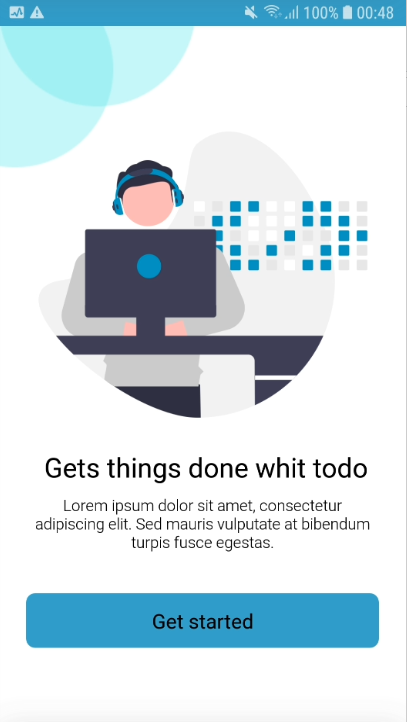 100% 00:48
Gets things done whit todo
Lorem ipsum dolor sit amet, consectetur
adipiscing elit. Sed mauris vulputate at bibendum
turpis fusce egestas.
Get started